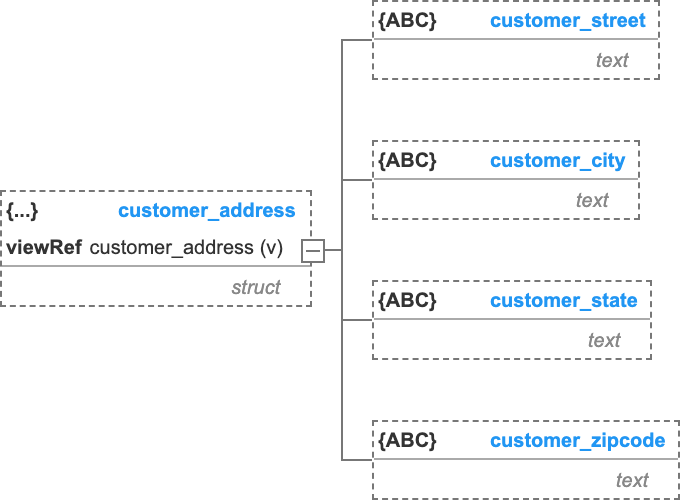 {ABC} customer_street
text
{ABC} customer_city
text
{...} customer_address
viewRef customer_address (v)
struct
{ABC} customer_state
text
{ABC} customer_zipcode
text